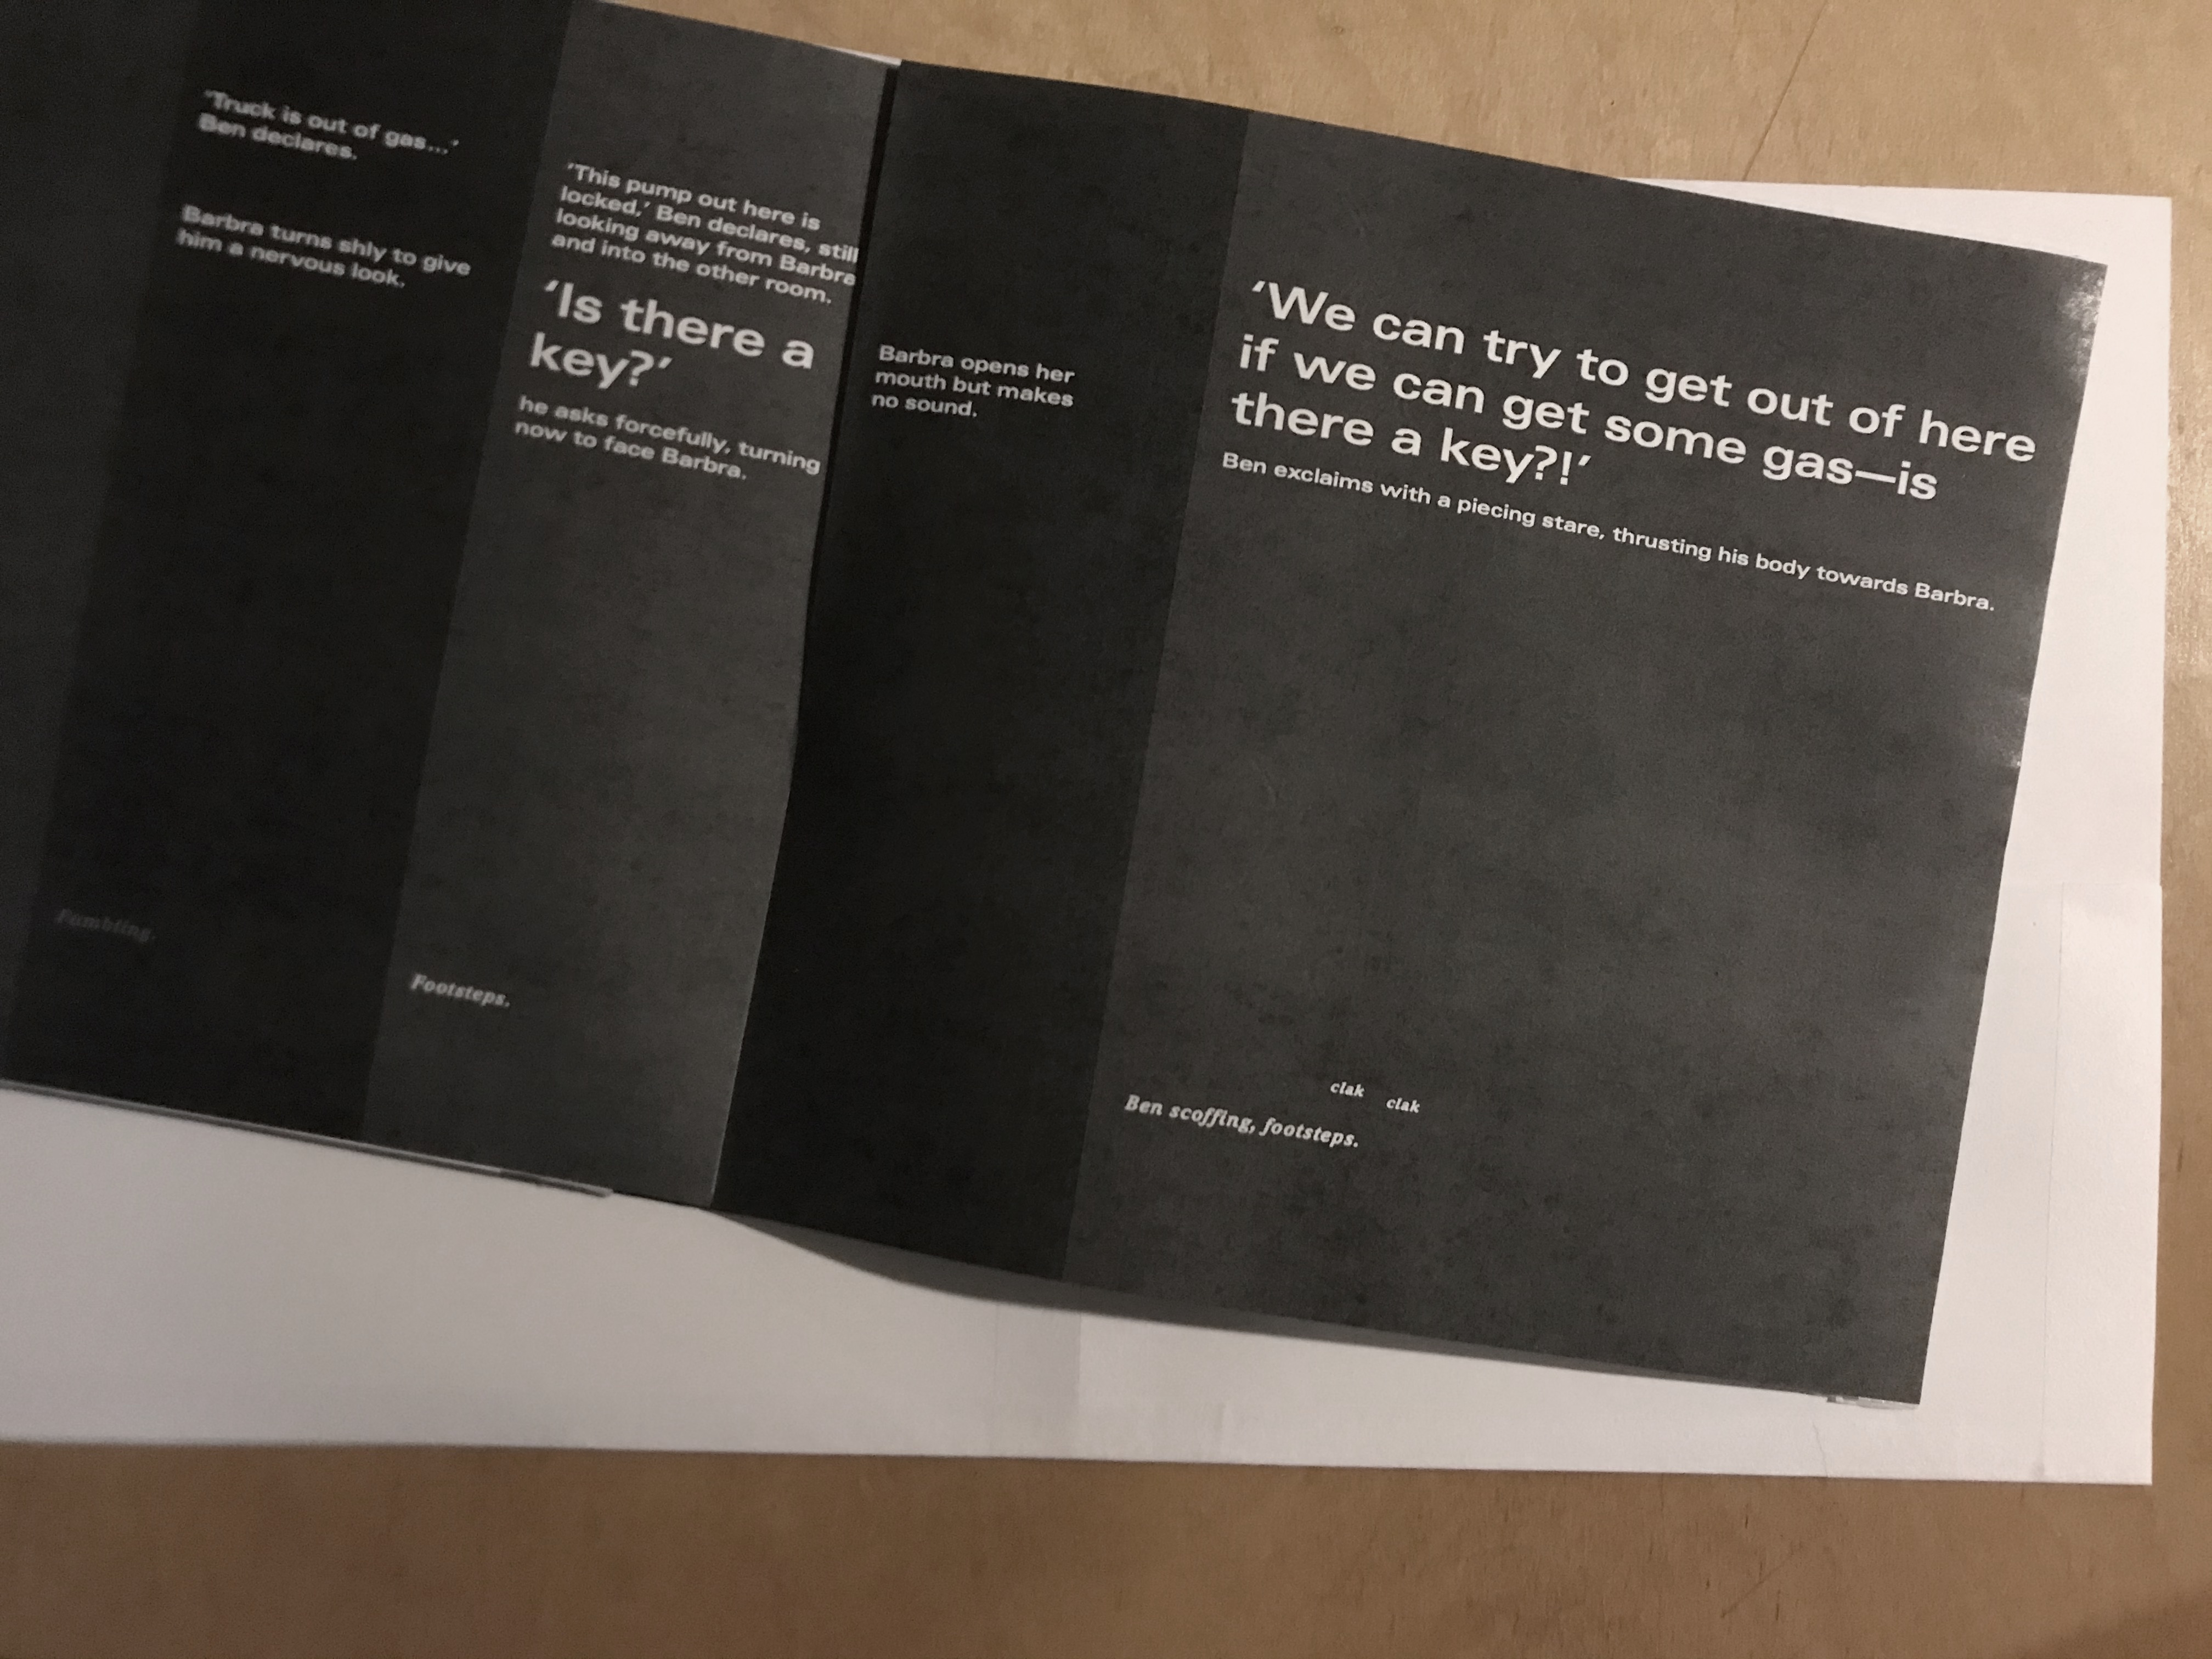 'Truck is out of gas...'
Ben declares.
Barbra turns shly to give
him a nervous look.
Fumbling.
'This pump out here is
locked,' Ben declares, still
looking away from Barbra
and into the other room.
'Is there a
key?'
he asks forcefully, turning
now to face Barbra.
Footsteps.
Barbra opens her
mouth but makes
no sound.
'We can try to get out of here
if we can get some gas—is
there a key?!'
Ben exclaims with a piecing stare, thrusting his body towards Barbra.
clak
clak
Ben scoffing, footsteps.